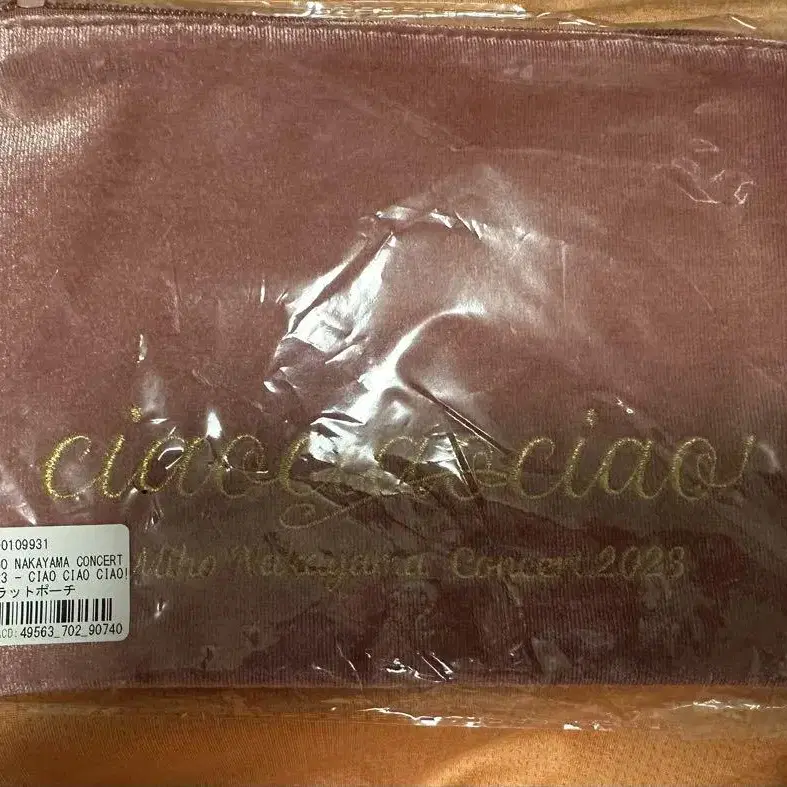 ciao ciao ciao!
Miho Nakayama Concert 2023
0109931
O NAKAYAMA CONCERT
3 - CIAO CIAO CIAO!
ラットポーチ
CD: 49563_702_90740